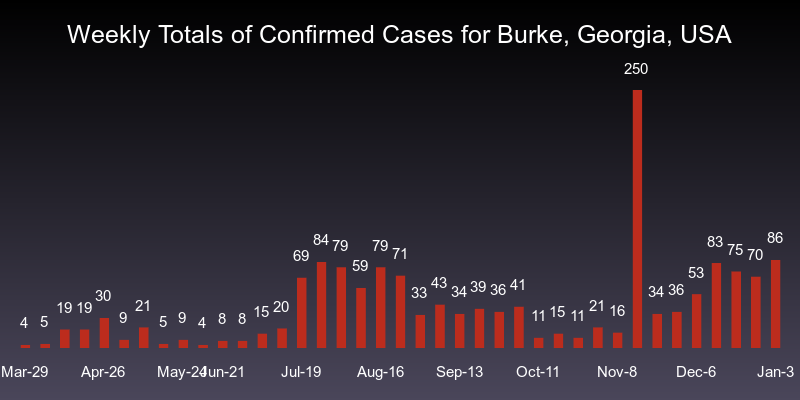 Weekly Totals of Confirmed Cases for Burke, Georgia, USA
250
4 5 19 19 30 9 21 5 9 4 8 8 15 20 69 84 79 59 79 71 33 43 34 39 36 41 11 15 11 21 16 34 36 53 83 75 70 86
Mar-29 Apr-26 May-24 Jun-21 Jul-19 Aug-16 Sep-13 Oct-11 Nov-8 Dec-6 Jan-3